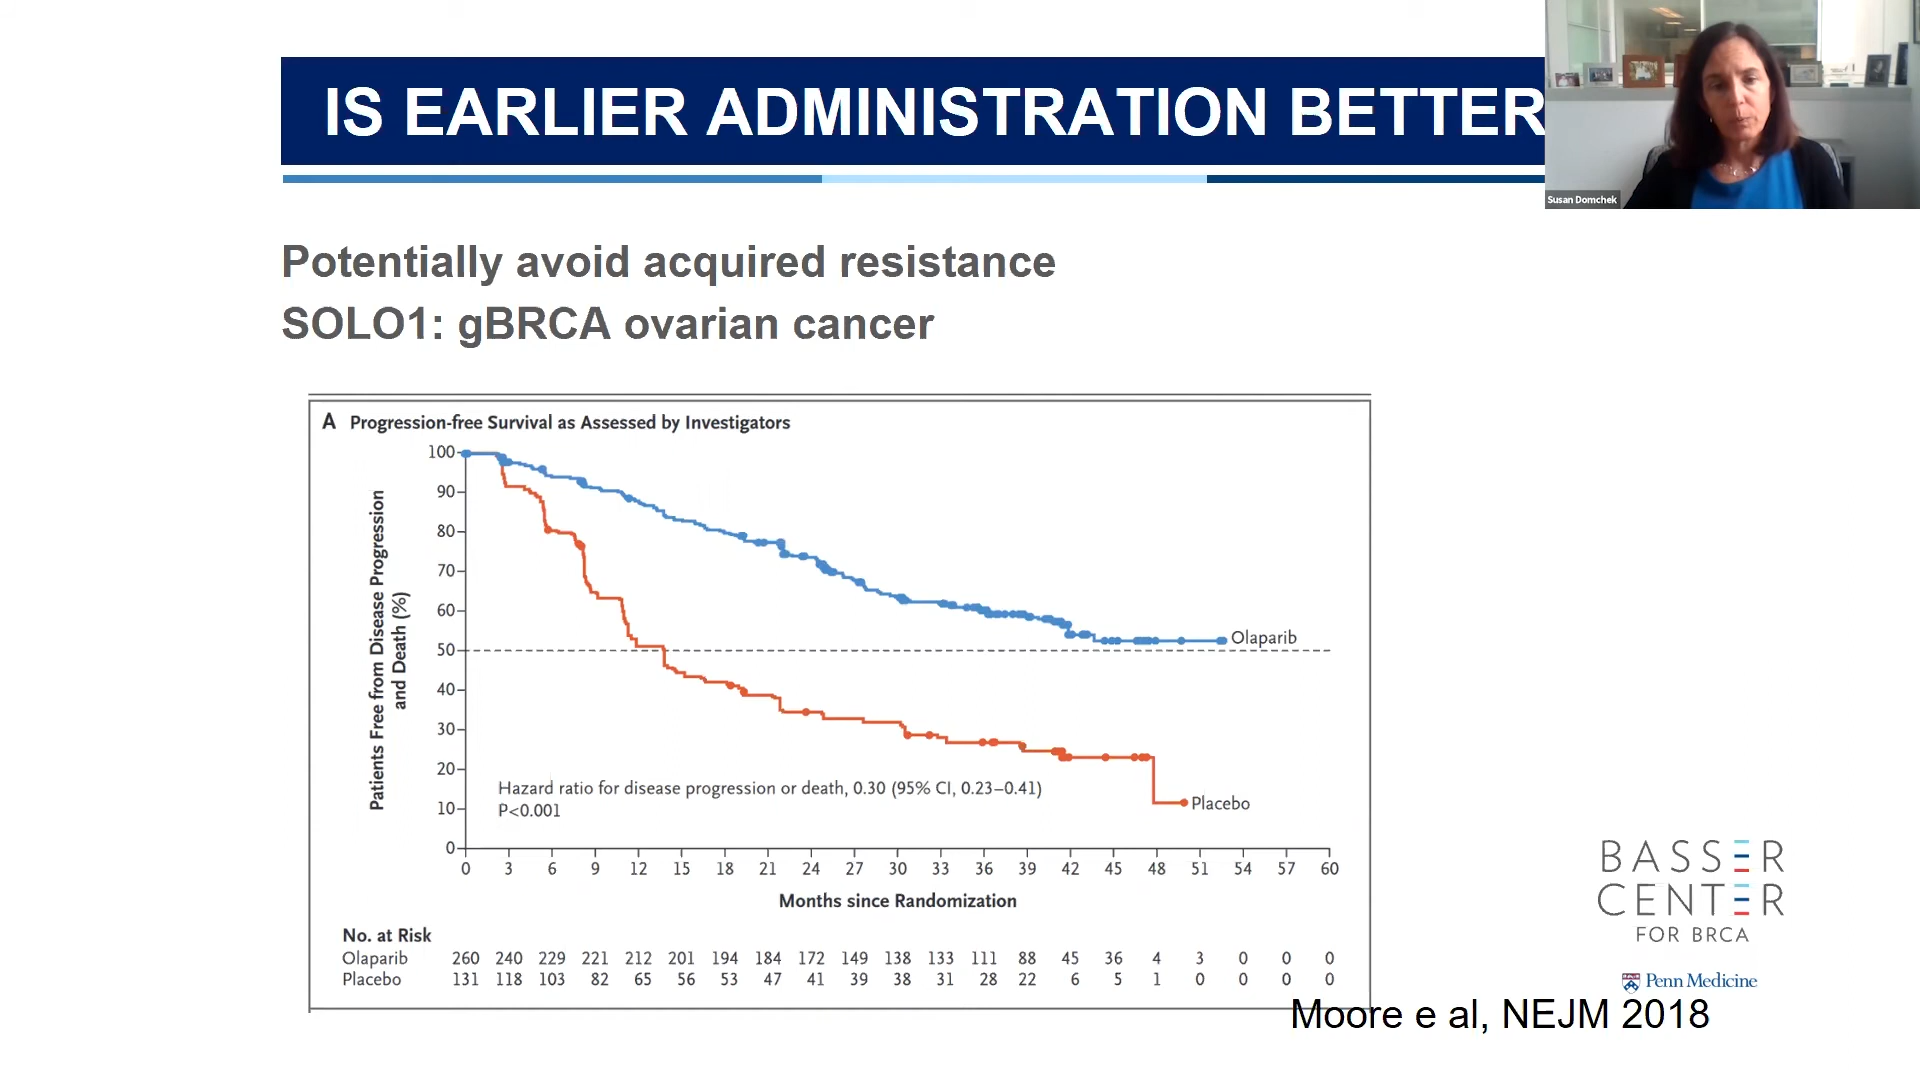 IS EARLIER ADMINISTRATION BETTER
Susan Domchek
Potentially avoid acquired resistance
SOLO1: gBRCA ovarian cancer
A Progression-free Survival as Assessed by Investigators
Patients Free from Disease Progression
and Death (%)
100
90
80
70
60
50
40
30
20
10
0
Olaparib
Placebo
Hazard ratio for disease progression or death, 0.30 (95% CI, 0.23–0.41)
P<0.001
0 3 6 9 12 15 18 21 24 27 30 33 36 39 42 45 48 51 54 57 60
Months since Randomization
No. at Risk
Olaparib 260 240 229 221 212 201 194 184 172 149 138 133 111 88 45 36 4 3 0 0 0
Placebo 131 118 103 82 65 56 53 47 41 39 38 31 28 22 6 5 1 0 0 0 0
BASSER
CENTER
FOR BRCA
Penn Medicine
Moore e al, NEJM 2018